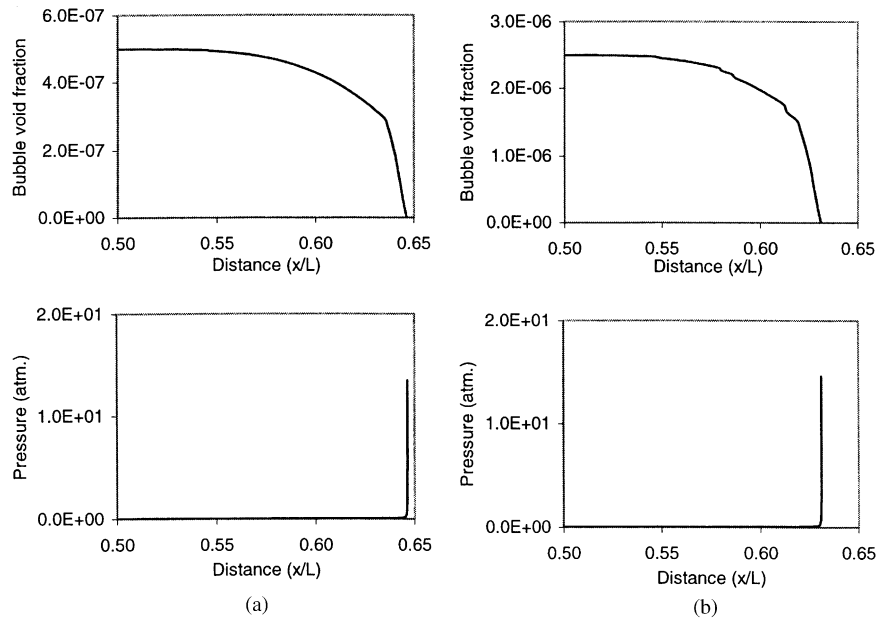 6.0E-07
4.0E-07
2.0E-07
0.0E+00
Bubble void fraction
0.50 0.55 0.60 0.65
Distance (x/L)
3.0E-06
2.0E-06
1.0E-06
0.0E+00
Bubble void fraction
0.50 0.55 0.60 0.65
Distance (x/L)
2.0E+01
1.0E+01
0.0E+00
Pressure (atm.)
0.50 0.55 0.60 0.65
Distance (x/L)
(a)
2.0E+01
1.0E+01
0.0E+00
Pressure (atm.)
0.50 0.55 0.60 0.65
Distance (x/L)
(b)